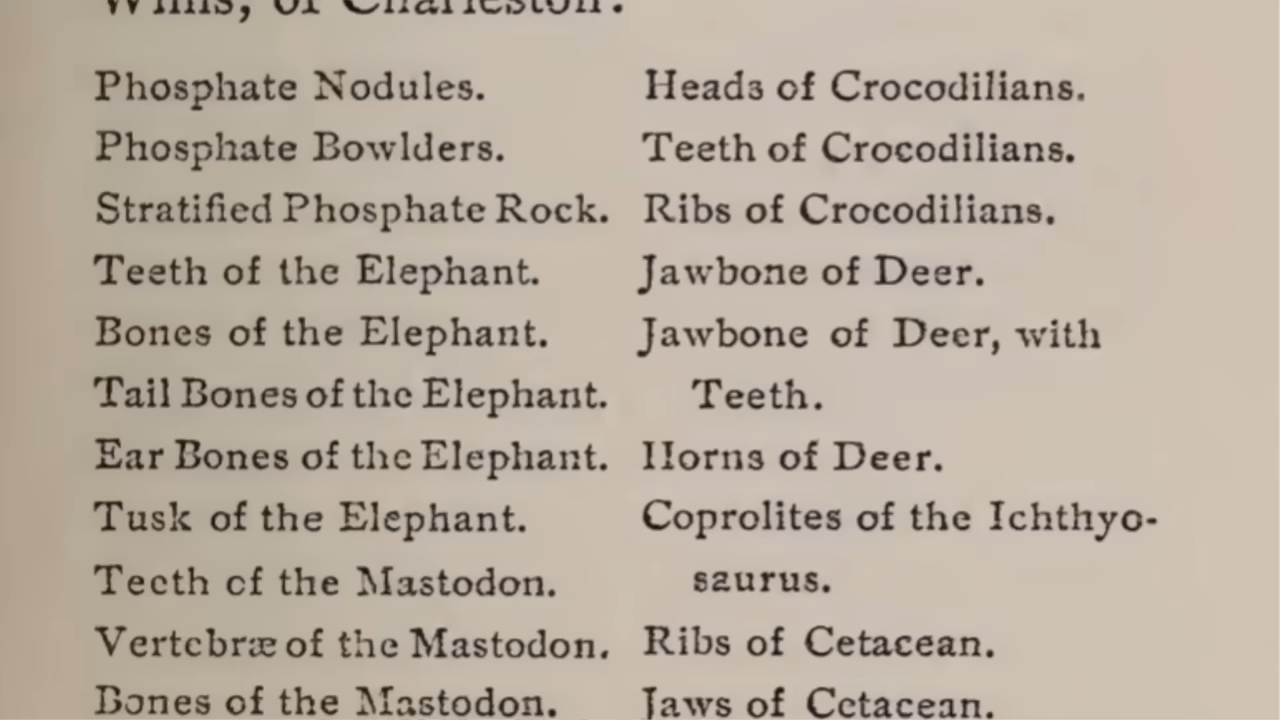 Willis, of Charleston.
Phosphate Nodules.
Phosphate Bowlders.
Stratified Phosphate Rock.
Teeth of the Elephant.
Bones of the Elephant.
Tail Bones of the Elephant.
Ear Bones of the Elephant.
Tusk of the Elephant.
Teeth of the Mastodon.
Vertebræ of the Mastodon.
Bones of the Mastodon.
Heads of Crocodilians.
Teeth of Crocodilians.
Ribs of Crocodilians.
Jawbone of Deer.
Jawbone of Deer, with
Teeth.
Horns of Deer.
Coprolites of the Ichthyo-
saurus.
Ribs of Cetacean.
Jaws of Cetacean.